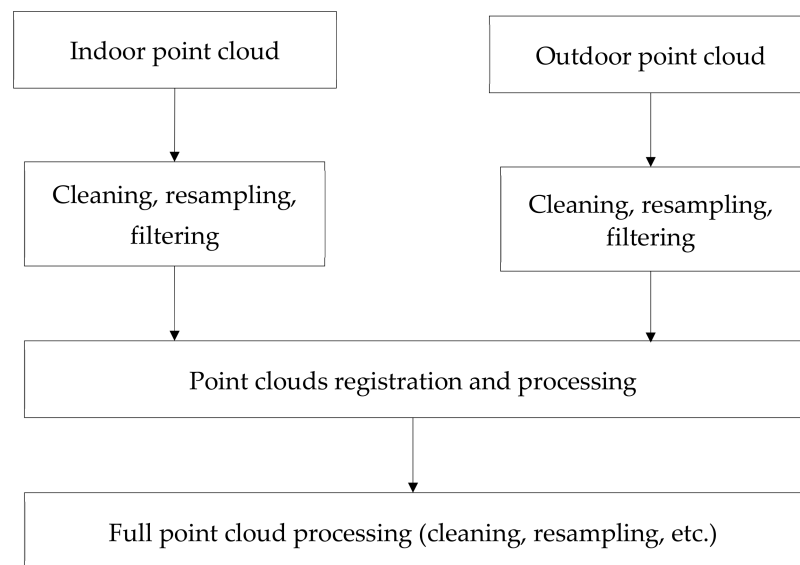 Indoor point cloud
Outdoor point cloud
Cleaning, resampling,
filtering
Cleaning, resampling,
filtering
Point clouds registration and processing
Full point cloud processing (cleaning, resampling, etc.)